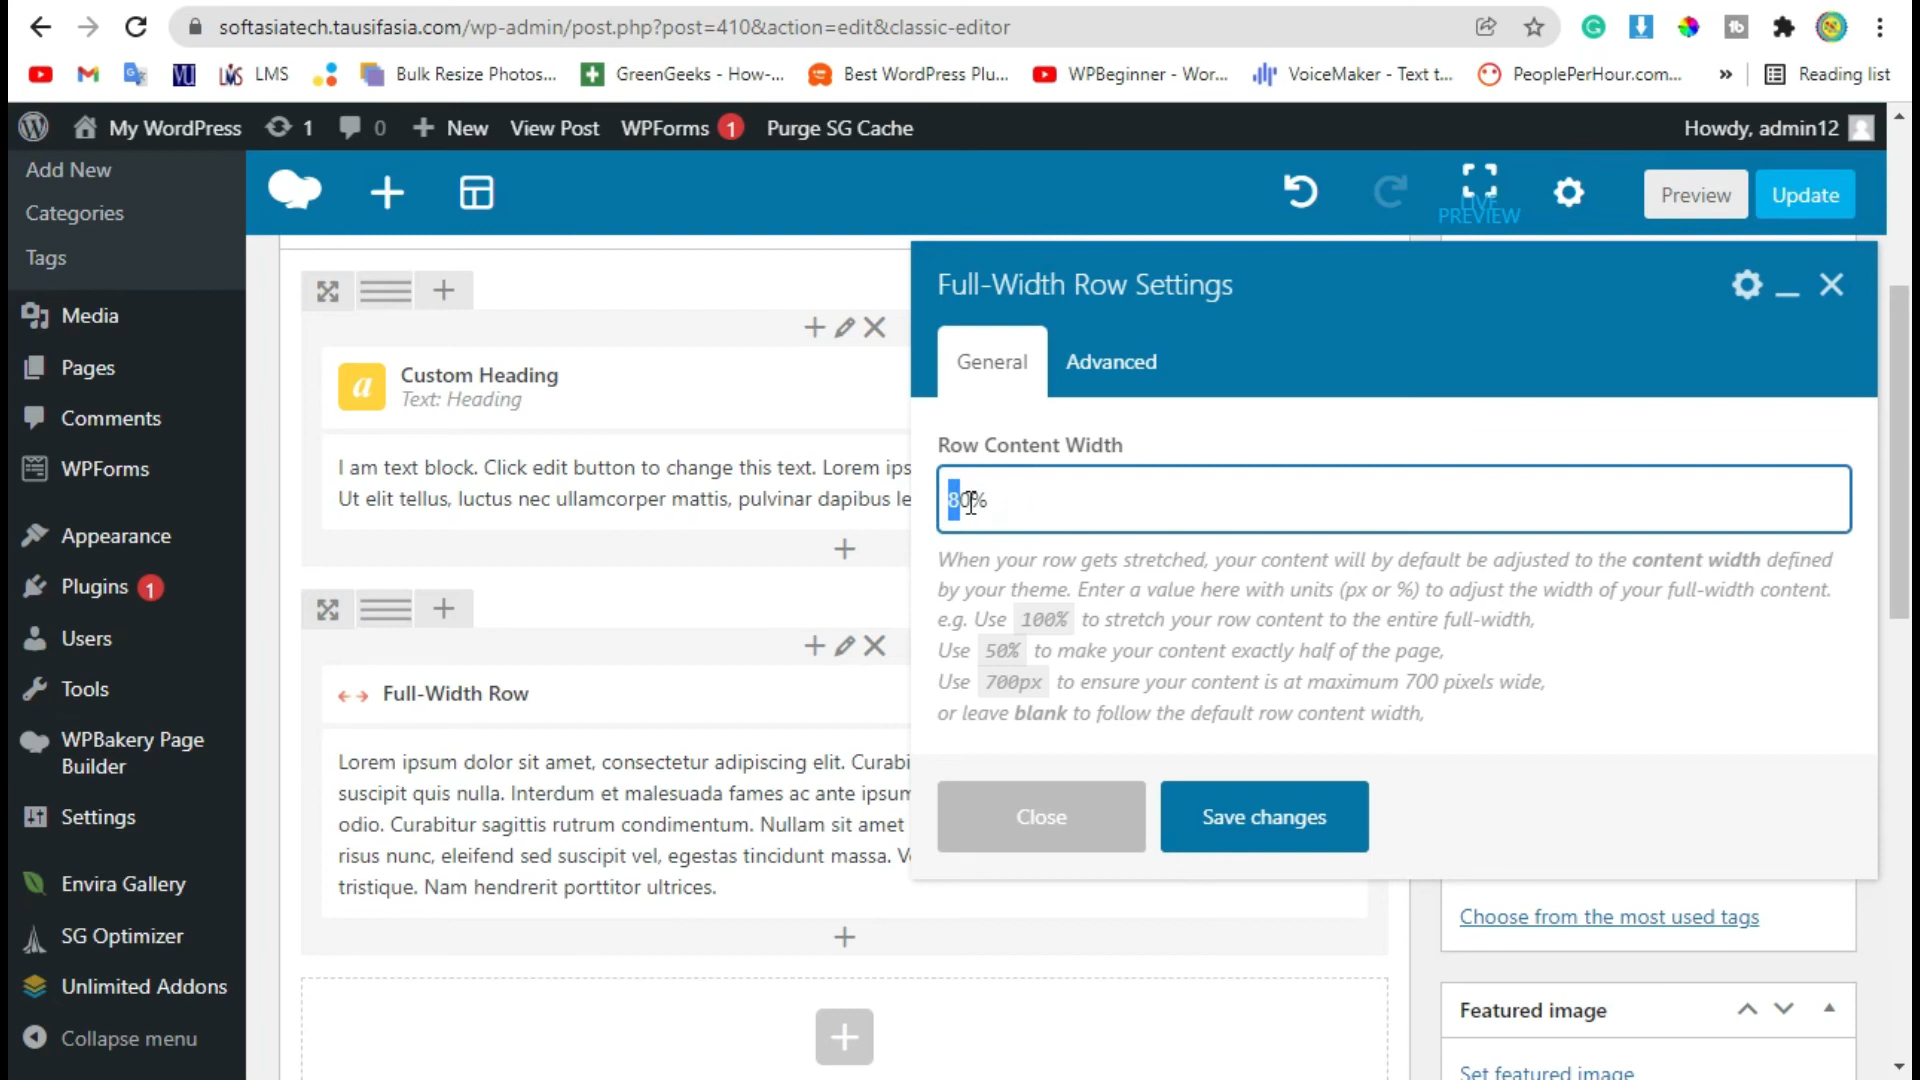 softasiatech.tausifasia.com/wp-admin/post.php?post=410&action=edit&classic-editor
LMS
Bulk Resize Photos...
GreenGeeks - How-...
Best WordPress Plu...
WPBeginner - Wor...
VoiceMaker - Text t...
PeoplePerHour.com...
»
Reading list
My WordPress
1
0
New
View Post
WPForms 1
Purge SG Cache
Howdy, admin12
Add New
Categories
Tags
Media
Pages
Comments
WPForms
Appearance
Plugins 1
Users
Tools
WPBakery Page
Builder
Settings
Envira Gallery
SG Optimizer
Unlimited Addons
Collapse menu
LIVE
PREVIEW
Preview
Update
Custom Heading
Text: Heading
I am text block. Click edit button to change this text. Lorem ips
Ut elit tellus, luctus nec ullamcorper mattis, pulvinar dapibus le
Full-Width Row
Lorem ipsum dolor sit amet, consectetur adipiscing elit. Curabi
suscipit quis nulla. Interdum et malesuada fames ac ante ipsum
odio. Curabitur sagittis rutrum condimentum. Nullam sit amet
risus nunc, eleifend sed suscipit vel, egestas tincidunt massa. V
tristique. Nam hendrerit porttitor ultrices.
Full-Width Row Settings
General
Advanced
Row Content Width
80%
When your row gets stretched, your content will by default be adjusted to the content width defined
by your theme. Enter a value here with units (px or %) to adjust the width of your full-width content.
e.g. Use 100% to stretch your row content to the entire full-width,
Use 50% to make your content exactly half of the page,
Use 700px to ensure your content is at maximum 700 pixels wide,
or leave blank to follow the default row content width,
Close
Save changes
Choose from the most used tags
Featured image
Set featured image